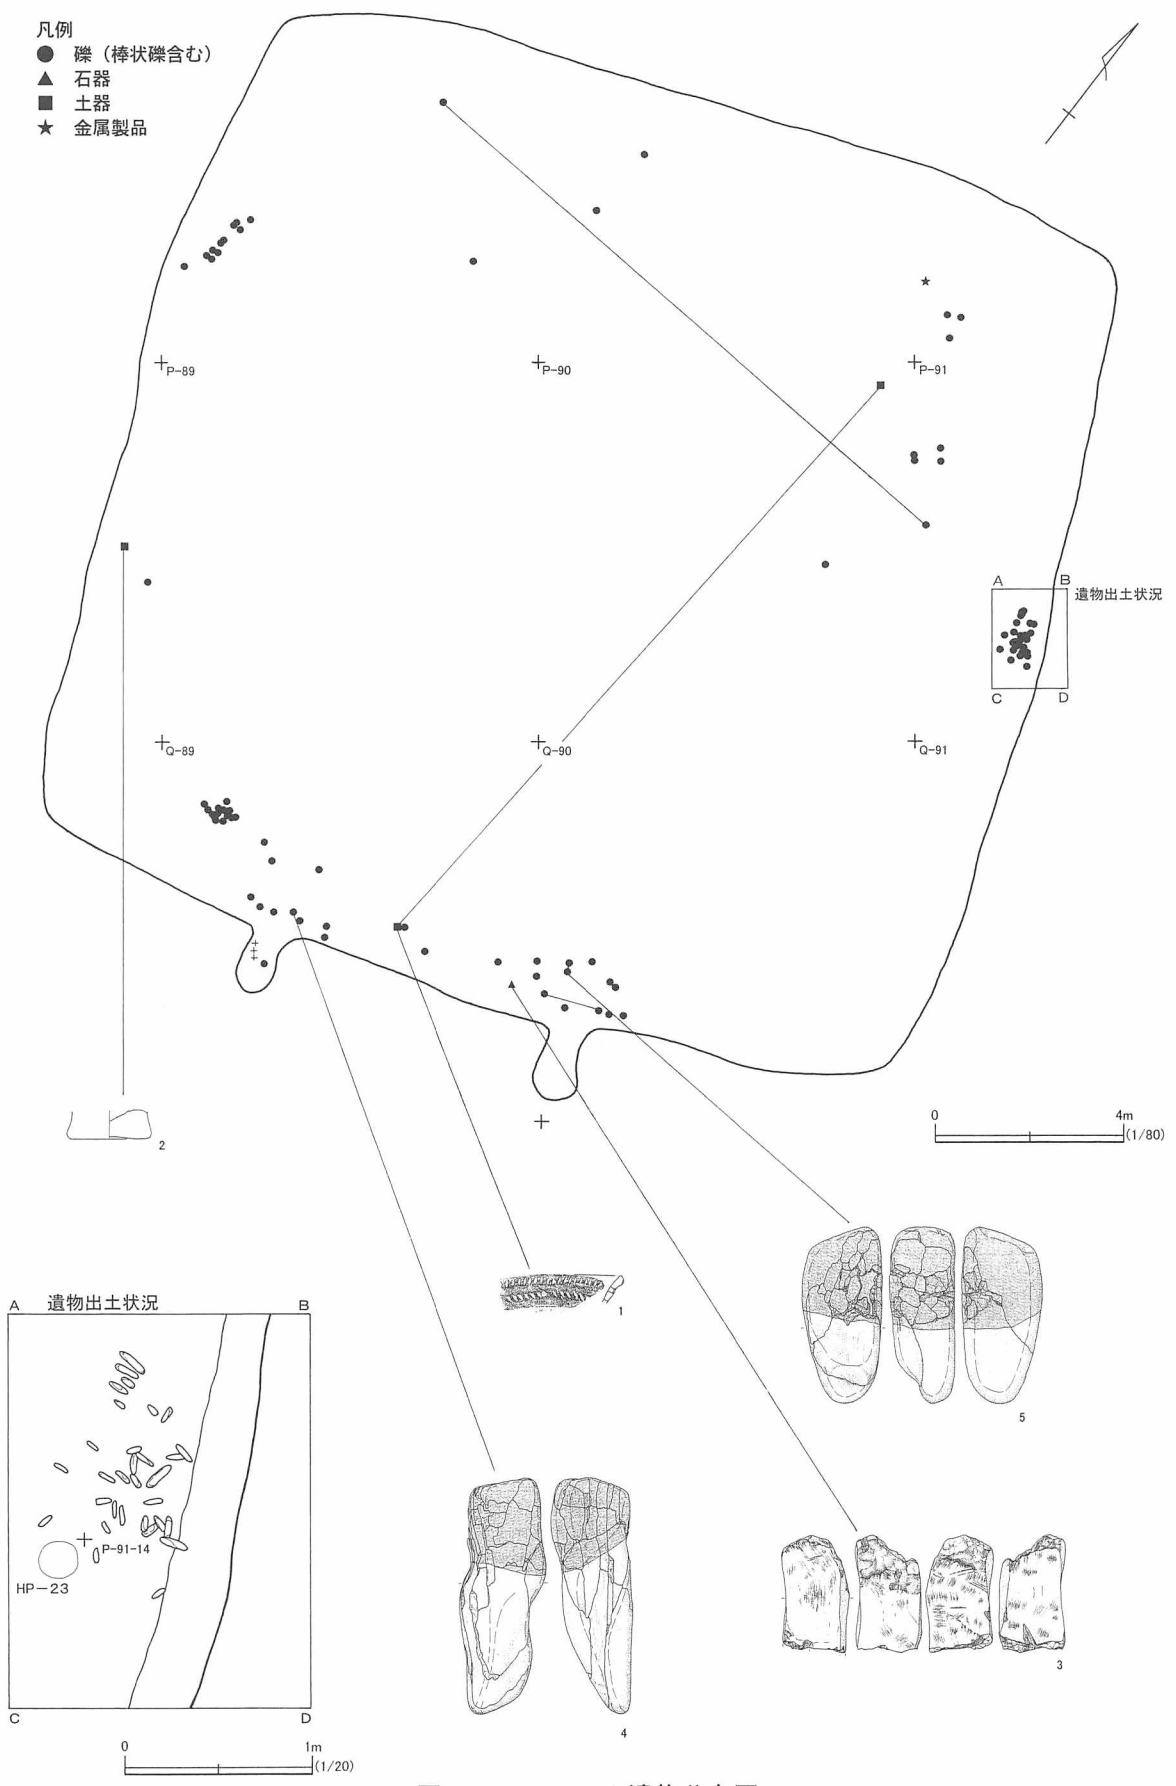 凡例
● 礫（棒状礫含む）
▲ 石器
■ 土器
★ 金属製品
P-89
P-90
P-91
A B
遺物出土状況
C D
Q-89
Q-90
Q-91
2
0 4m
(1/80)
1
5
A 遺物出土状況 B
P-91-14
HP-23
3
C D
4
0 1m
(1/20)